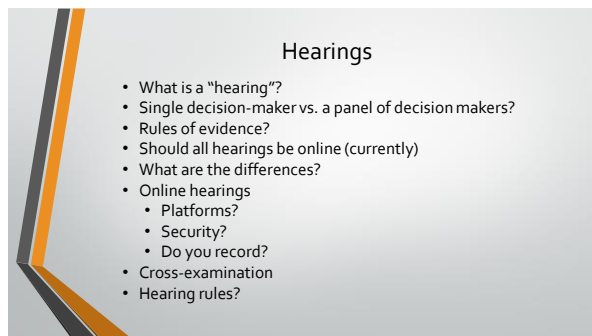 Hearings
• What is a “hearing”?
• Single decision-maker vs. a panel of decision makers?
• Rules of evidence?
• Should all hearings be online (currently)
• What are the differences?
• Online hearings
• Platforms?
• Security?
• Do you record?
• Cross-examination
• Hearing rules?